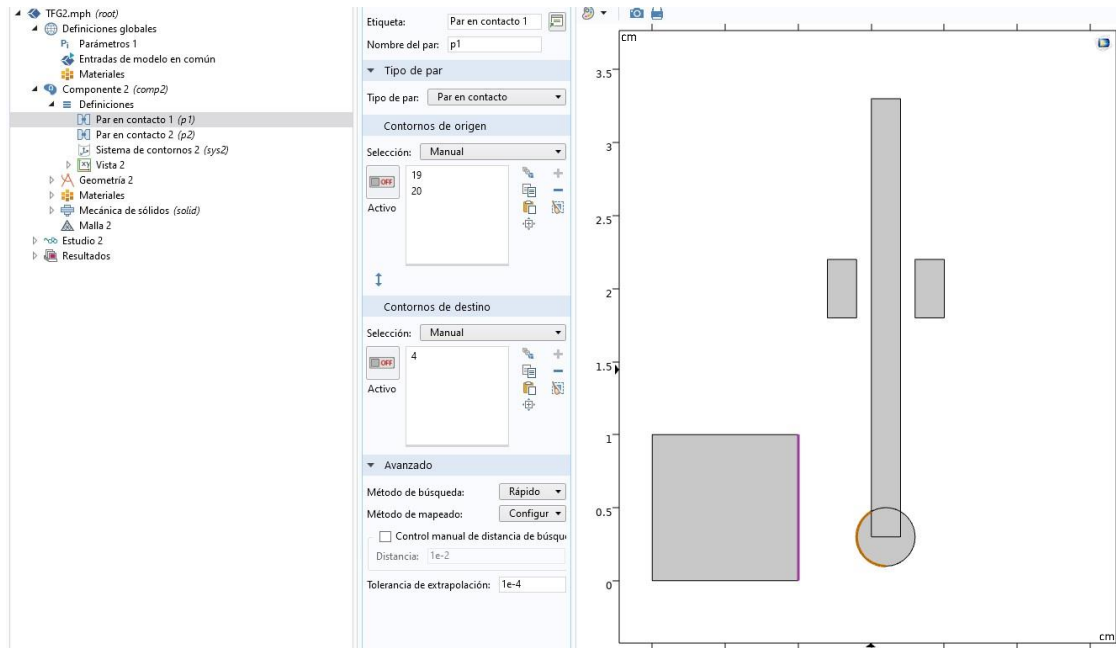 TFG2.mph (root)
Definiciones globales
Pi Parámetros 1
Entradas de modelo en común
Materiales
Componente 2 (comp2)
Definiciones
Par en contacto 1 (p1)
Par en contacto 2 (p2)
Sistema de contornos 2 (sys2)
xy Vista 2
Geometría 2
Materiales
Mecánica de sólidos (solid)
Malla 2
Estudio 2
Resultados
Etiqueta: Par en contacto 1
Nombre del par: p1
Tipo de par
Tipo de par: Par en contacto
Contornos de origen
Selección: Manual
OFF
Activo
19
20
Contornos de destino
Selección: Manual
OFF
Activo
4
Avanzado
Método de búsqueda: Rápido
Método de mapeado: Configur
Control manual de distancia de búsqu
Distancia: 1e-2
Tolerancia de extrapolación: 1e-4
cm
3.5
3
2.5
2
1.5
1
0.5
0
cm